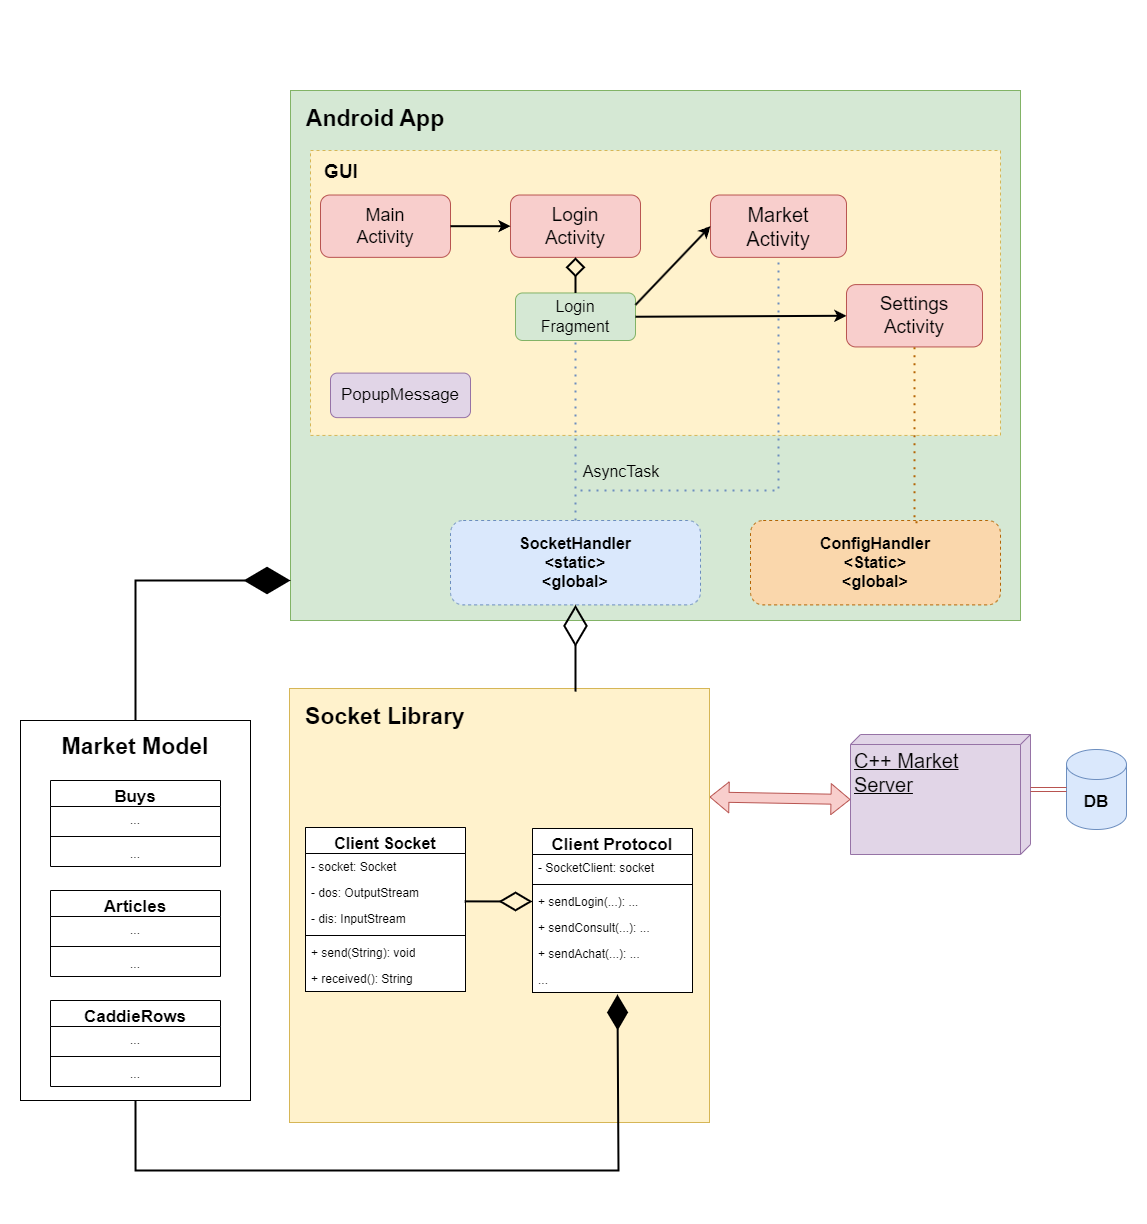 Android App
GUI
Main
Activity
Login
Activity
Market
Activity
Login
Fragment
Settings
Activity
PopupMessage
AsyncTask
SocketHandler
<static>
<global>
ConfigHandler
<Static>
<global>
Market Model
Buys
...
...
Articles
...
...
CaddieRows
...
...
Socket Library
Client Socket
- socket: Socket
- dos: OutputStream
- dis: InputStream
+ send(String): void
+ received(): String
Client Protocol
- SocketClient: socket
+ sendLogin(...): ...
+ sendConsult(...): ...
+ sendAchat(...): ...
...
C++ Market
Server
DB